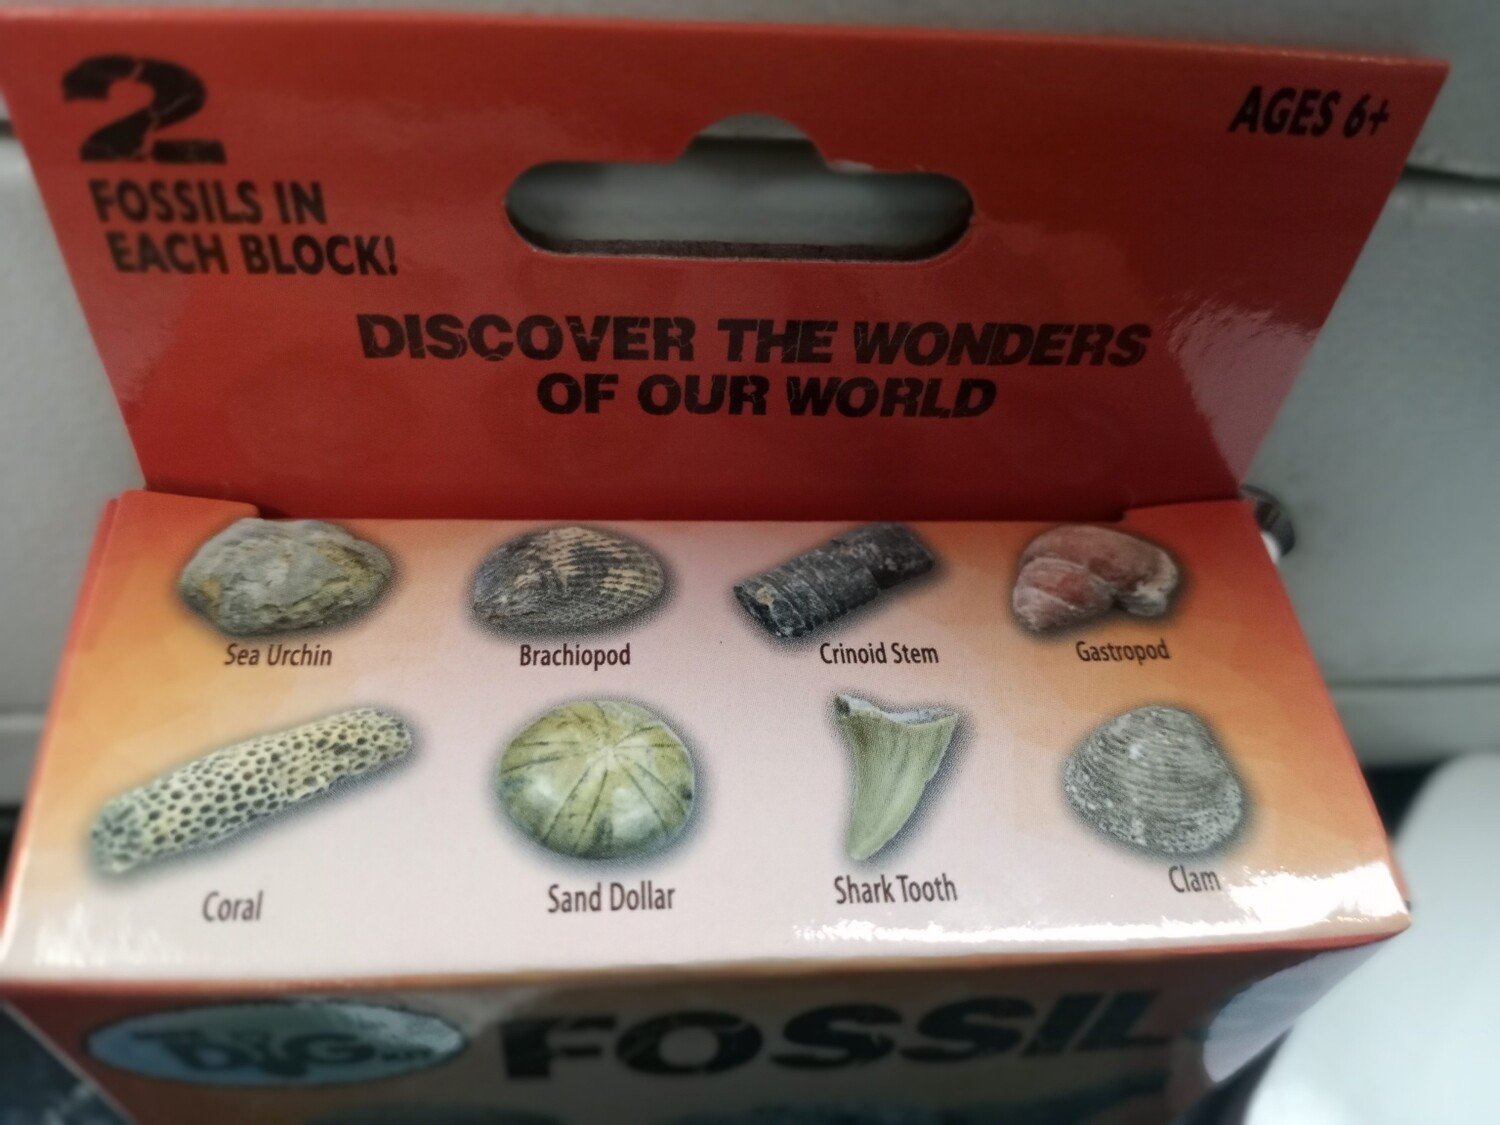 2
FOSSILS IN
EACH BLOCK!
AGES 6+
DISCOVER THE WONDERS
OF OUR WORLD
Sea Urchin
Brachiopod
Crinoid Stem
Gastropod
Coral
Sand Dollar
Shark Tooth
Clam
DIG
FOSSIL